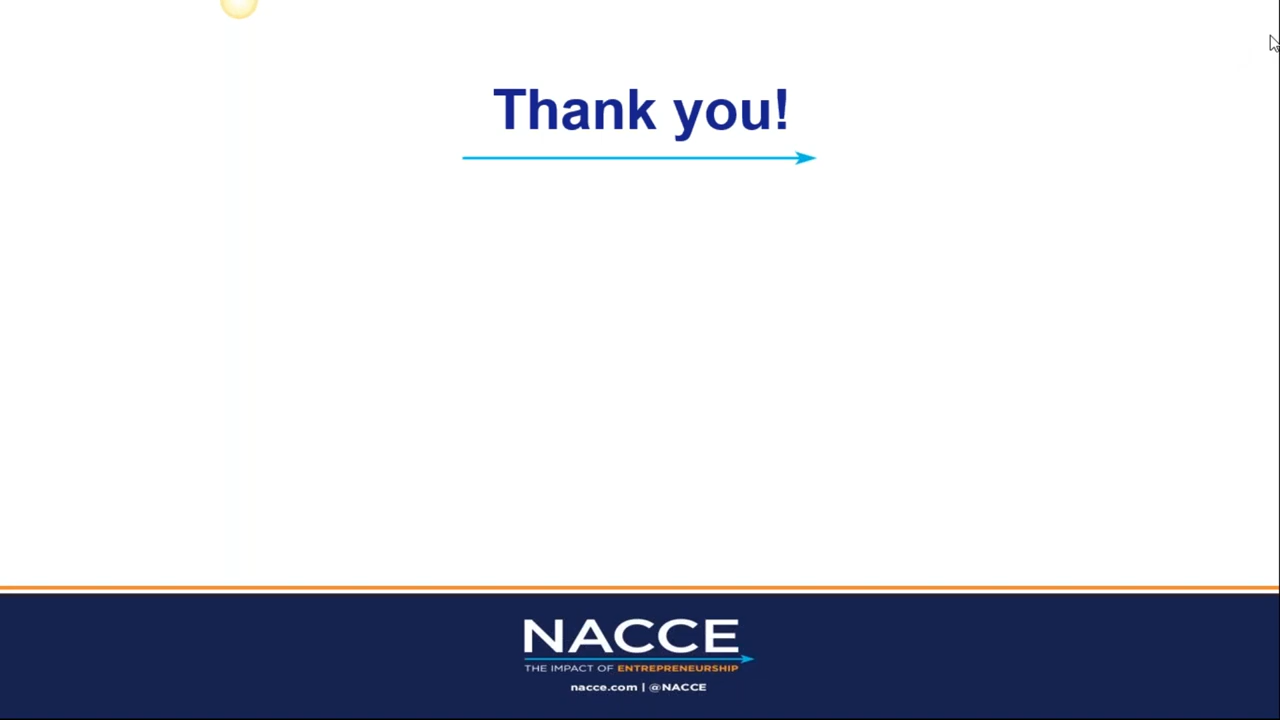 Thank you!
NACCE
THE IMPACT OF ENTREPRENEURSHIP
nacce.com | @NACCE